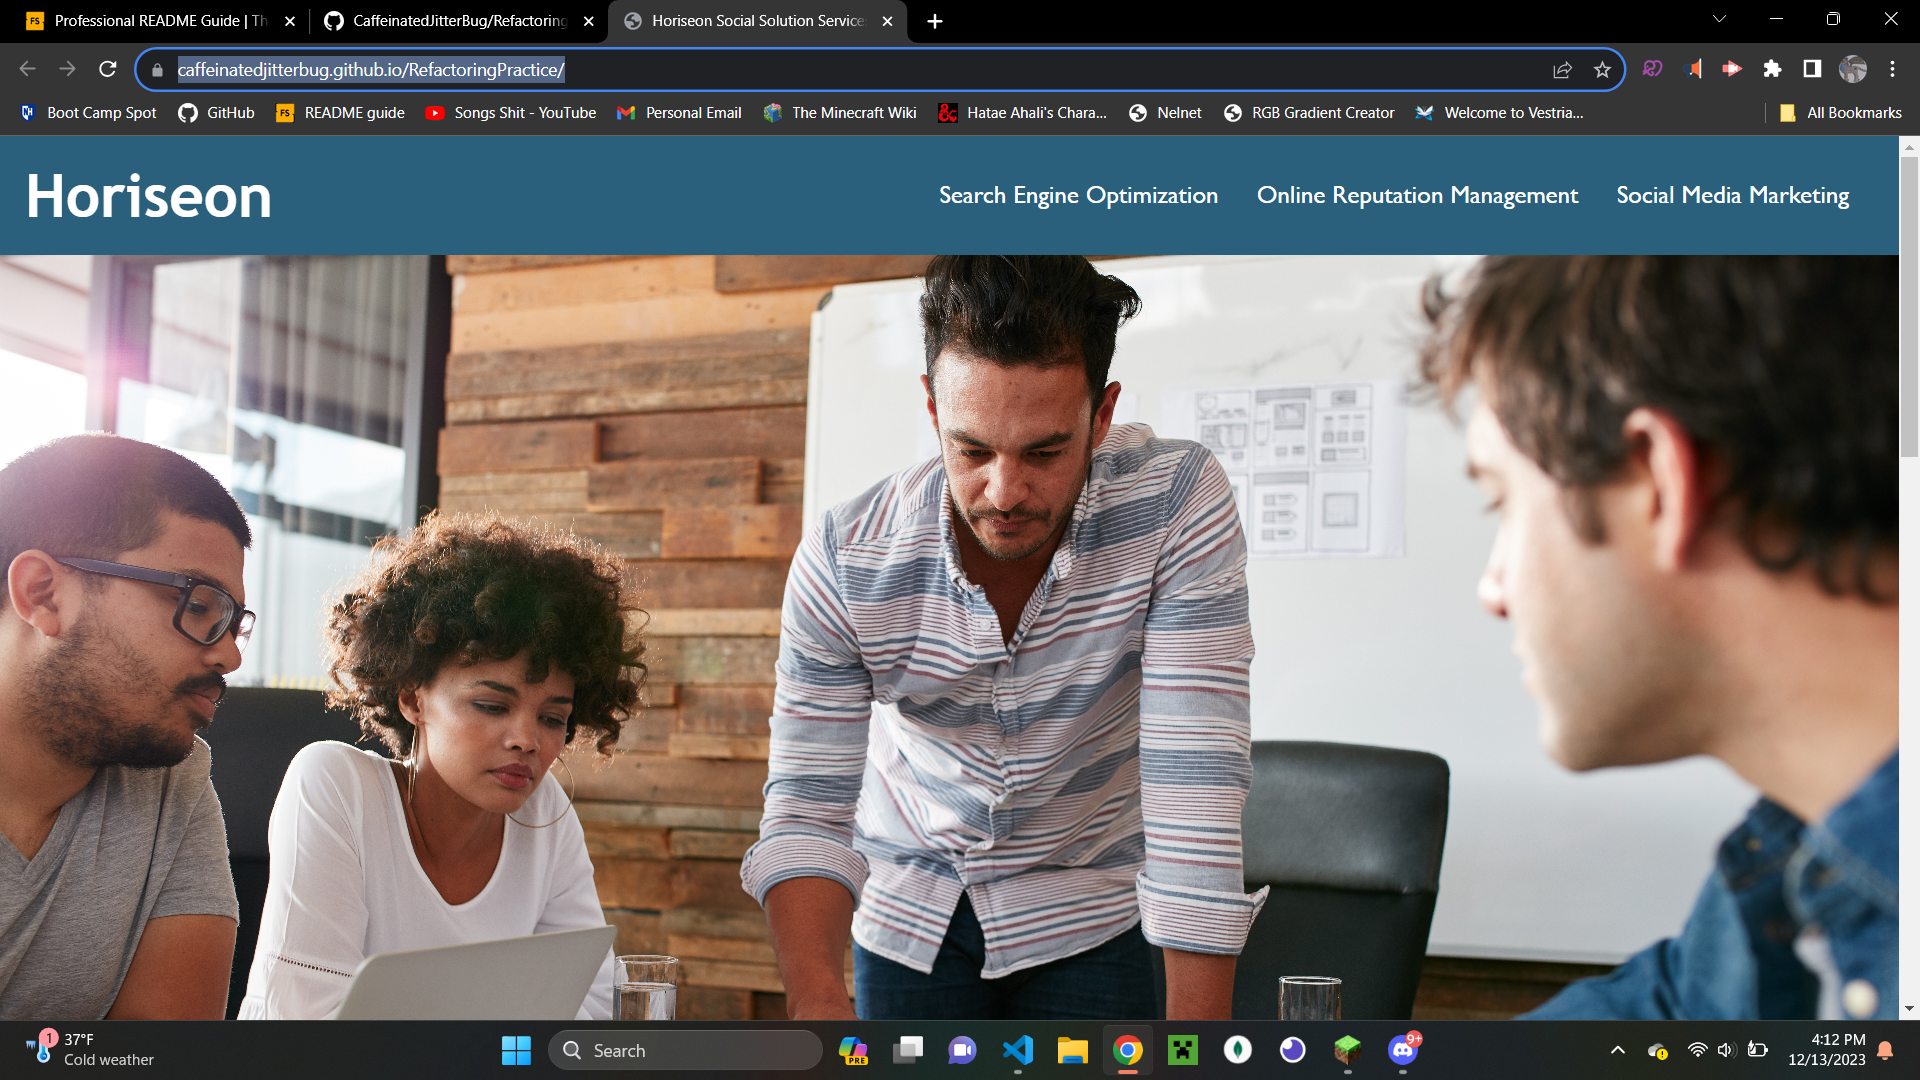 Professional README Guide | Th
CaffeinatedJitterBug/Refactoring
Horiseon Social Solution Service
caffeinatedjitterbug.github.io/RefactoringPractice/
Boot Camp Spot
GitHub
FS
README guide
Songs Shit - YouTube
Personal Email
The Minecraft Wiki
Hatae Ahali's Chara...
Nelnet
RGB Gradient Creator
Welcome to Vestria...
All Bookmarks
Horiseon
Search Engine Optimization
Online Reputation Management
Social Media Marketing
1
37°F
Cold weather
Search
PRE
9+
4:12 PM
12/13/2023